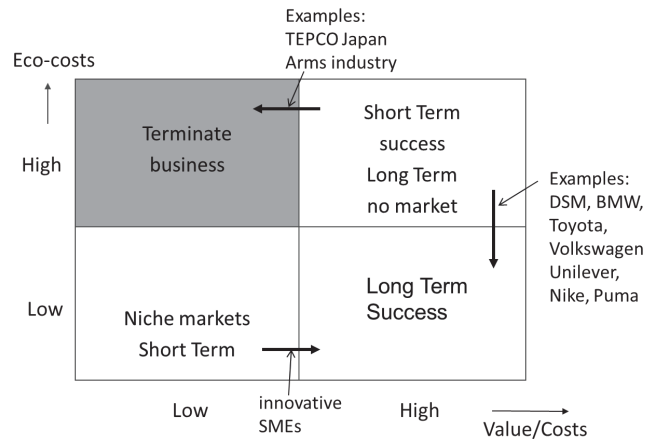 Examples:
TEPCO Japan
Arms industry
Eco-costs
High
Terminate
business
Short Term
success
Long Term
no market
Examples:
DSM, BMW,
Toyota,
Volkswagen
Unilever,
Nike, Puma
Low
Niche markets
Short Term
Long Term
Success
Low
innovative
SMEs
High
Value/Costs